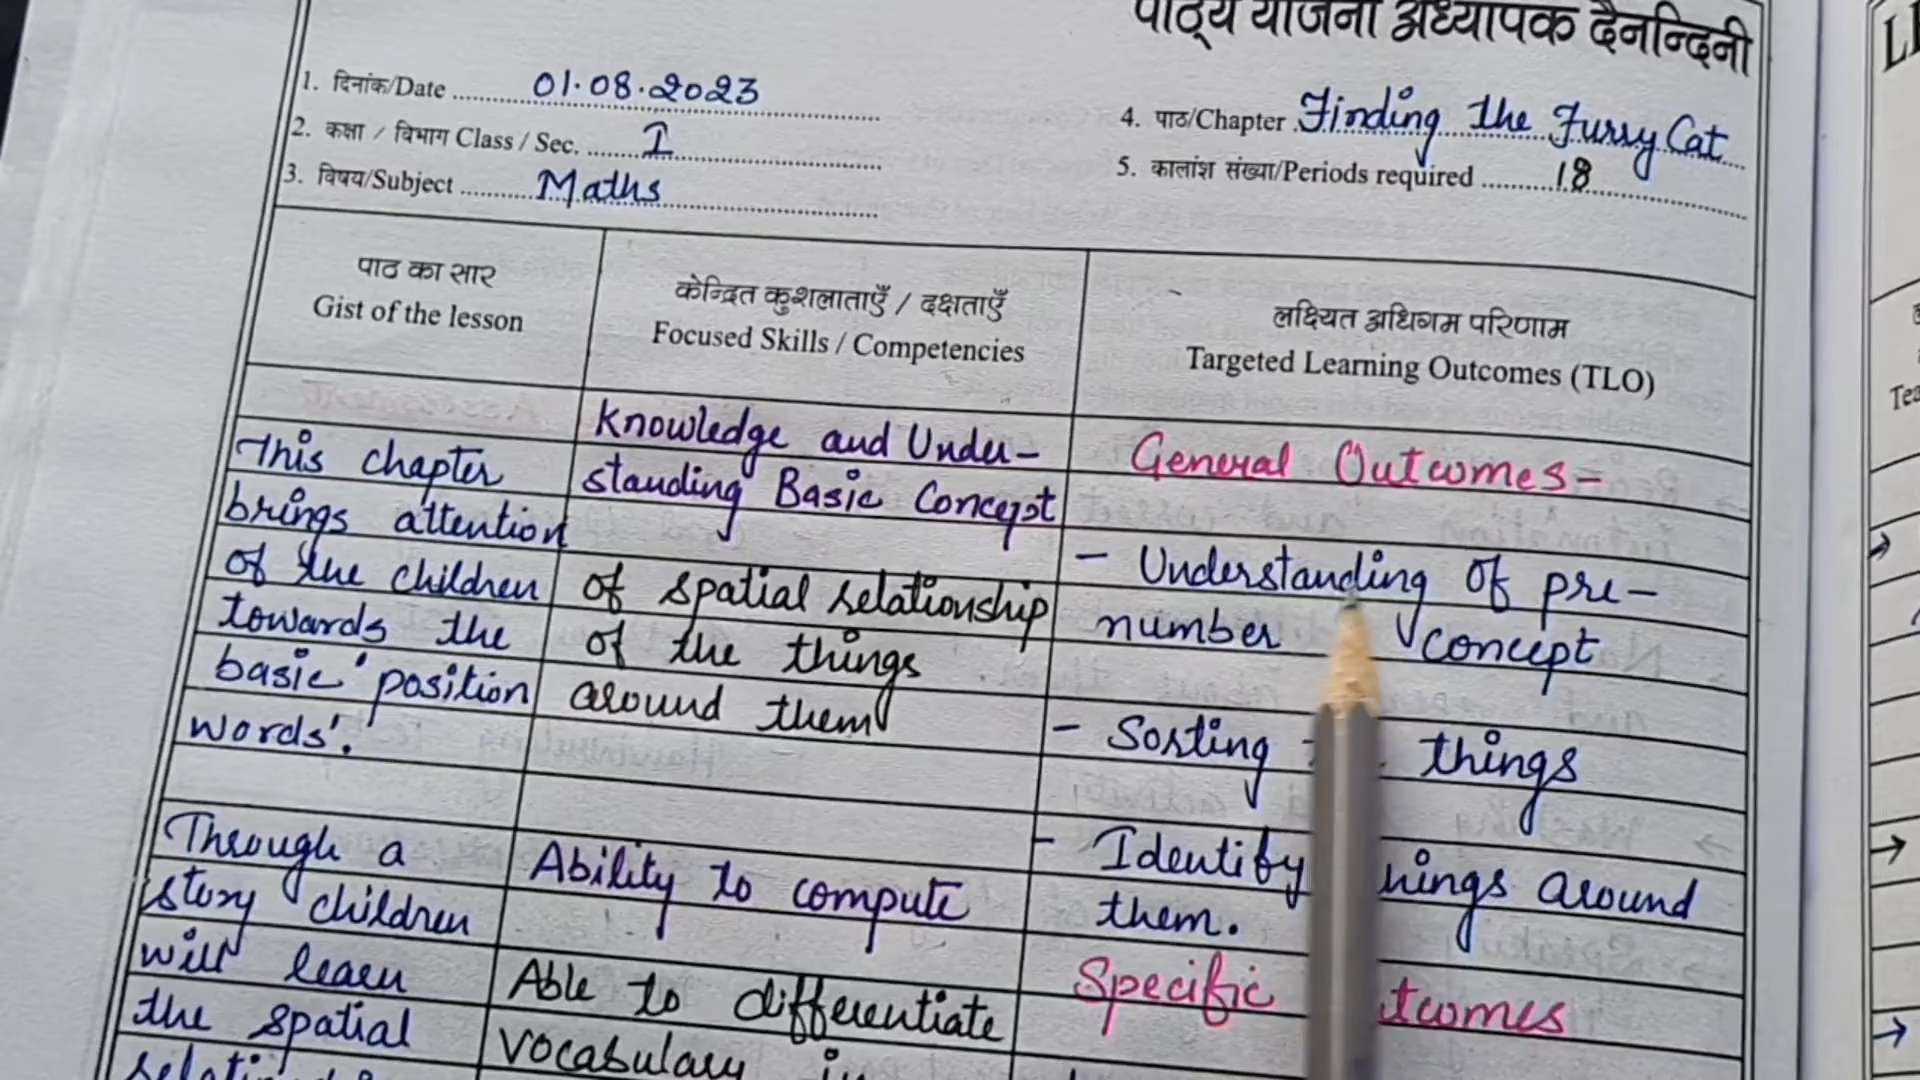 पाठ्य योजना अध्यापक दैनन्दिनी
1. दिनांक/Date 01.08.2023
2. कक्षा / विभाग Class / Sec. I
3. विषय/Subject Maths
4. पाठ/Chapter Finding the Furry Cat
5. कालांश संख्या/Periods required 18
पाठ का सार
Gist of the lesson
This chapter
brings attention
of the children
towards the
basic 'position
words'.
Through a
story children
will learn
the spatial
केन्द्रित कुशलाताएँ / दक्षताएँ
Focused Skills / Competencies
Knowledge and Under-
standing Basic Concept
of spatial relationship
of the things
around them
Ability to compute
Able to differentiate
vocabulary in
लक्षियत अधिगम परिणाम
Targeted Learning Outcomes (TLO)
General Outcomes-
- Understanding of pre-
number concept
- Sorting things
- Identify things around
them.
Specific Outcomes